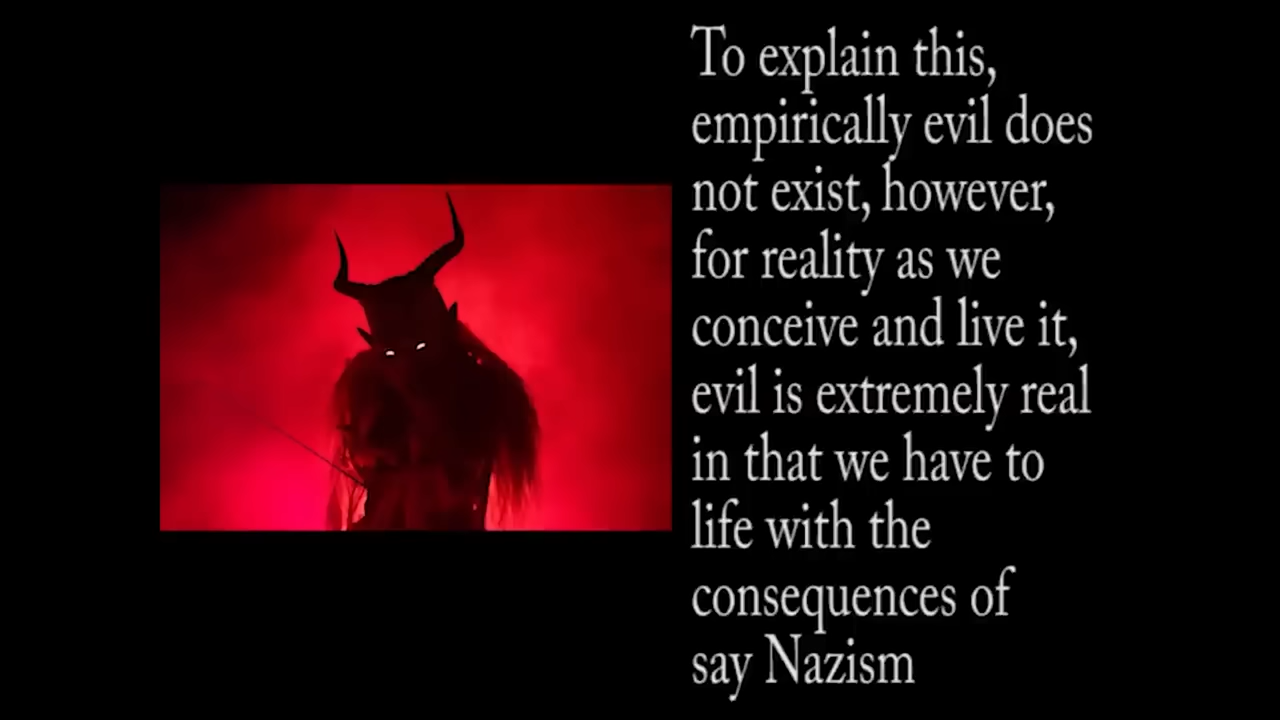 To explain this,
empirically evil does
not exist, however,
for reality as we
conceive and live it,
evil is extremely real
in that we have to
life with the
consequences of
say Nazism